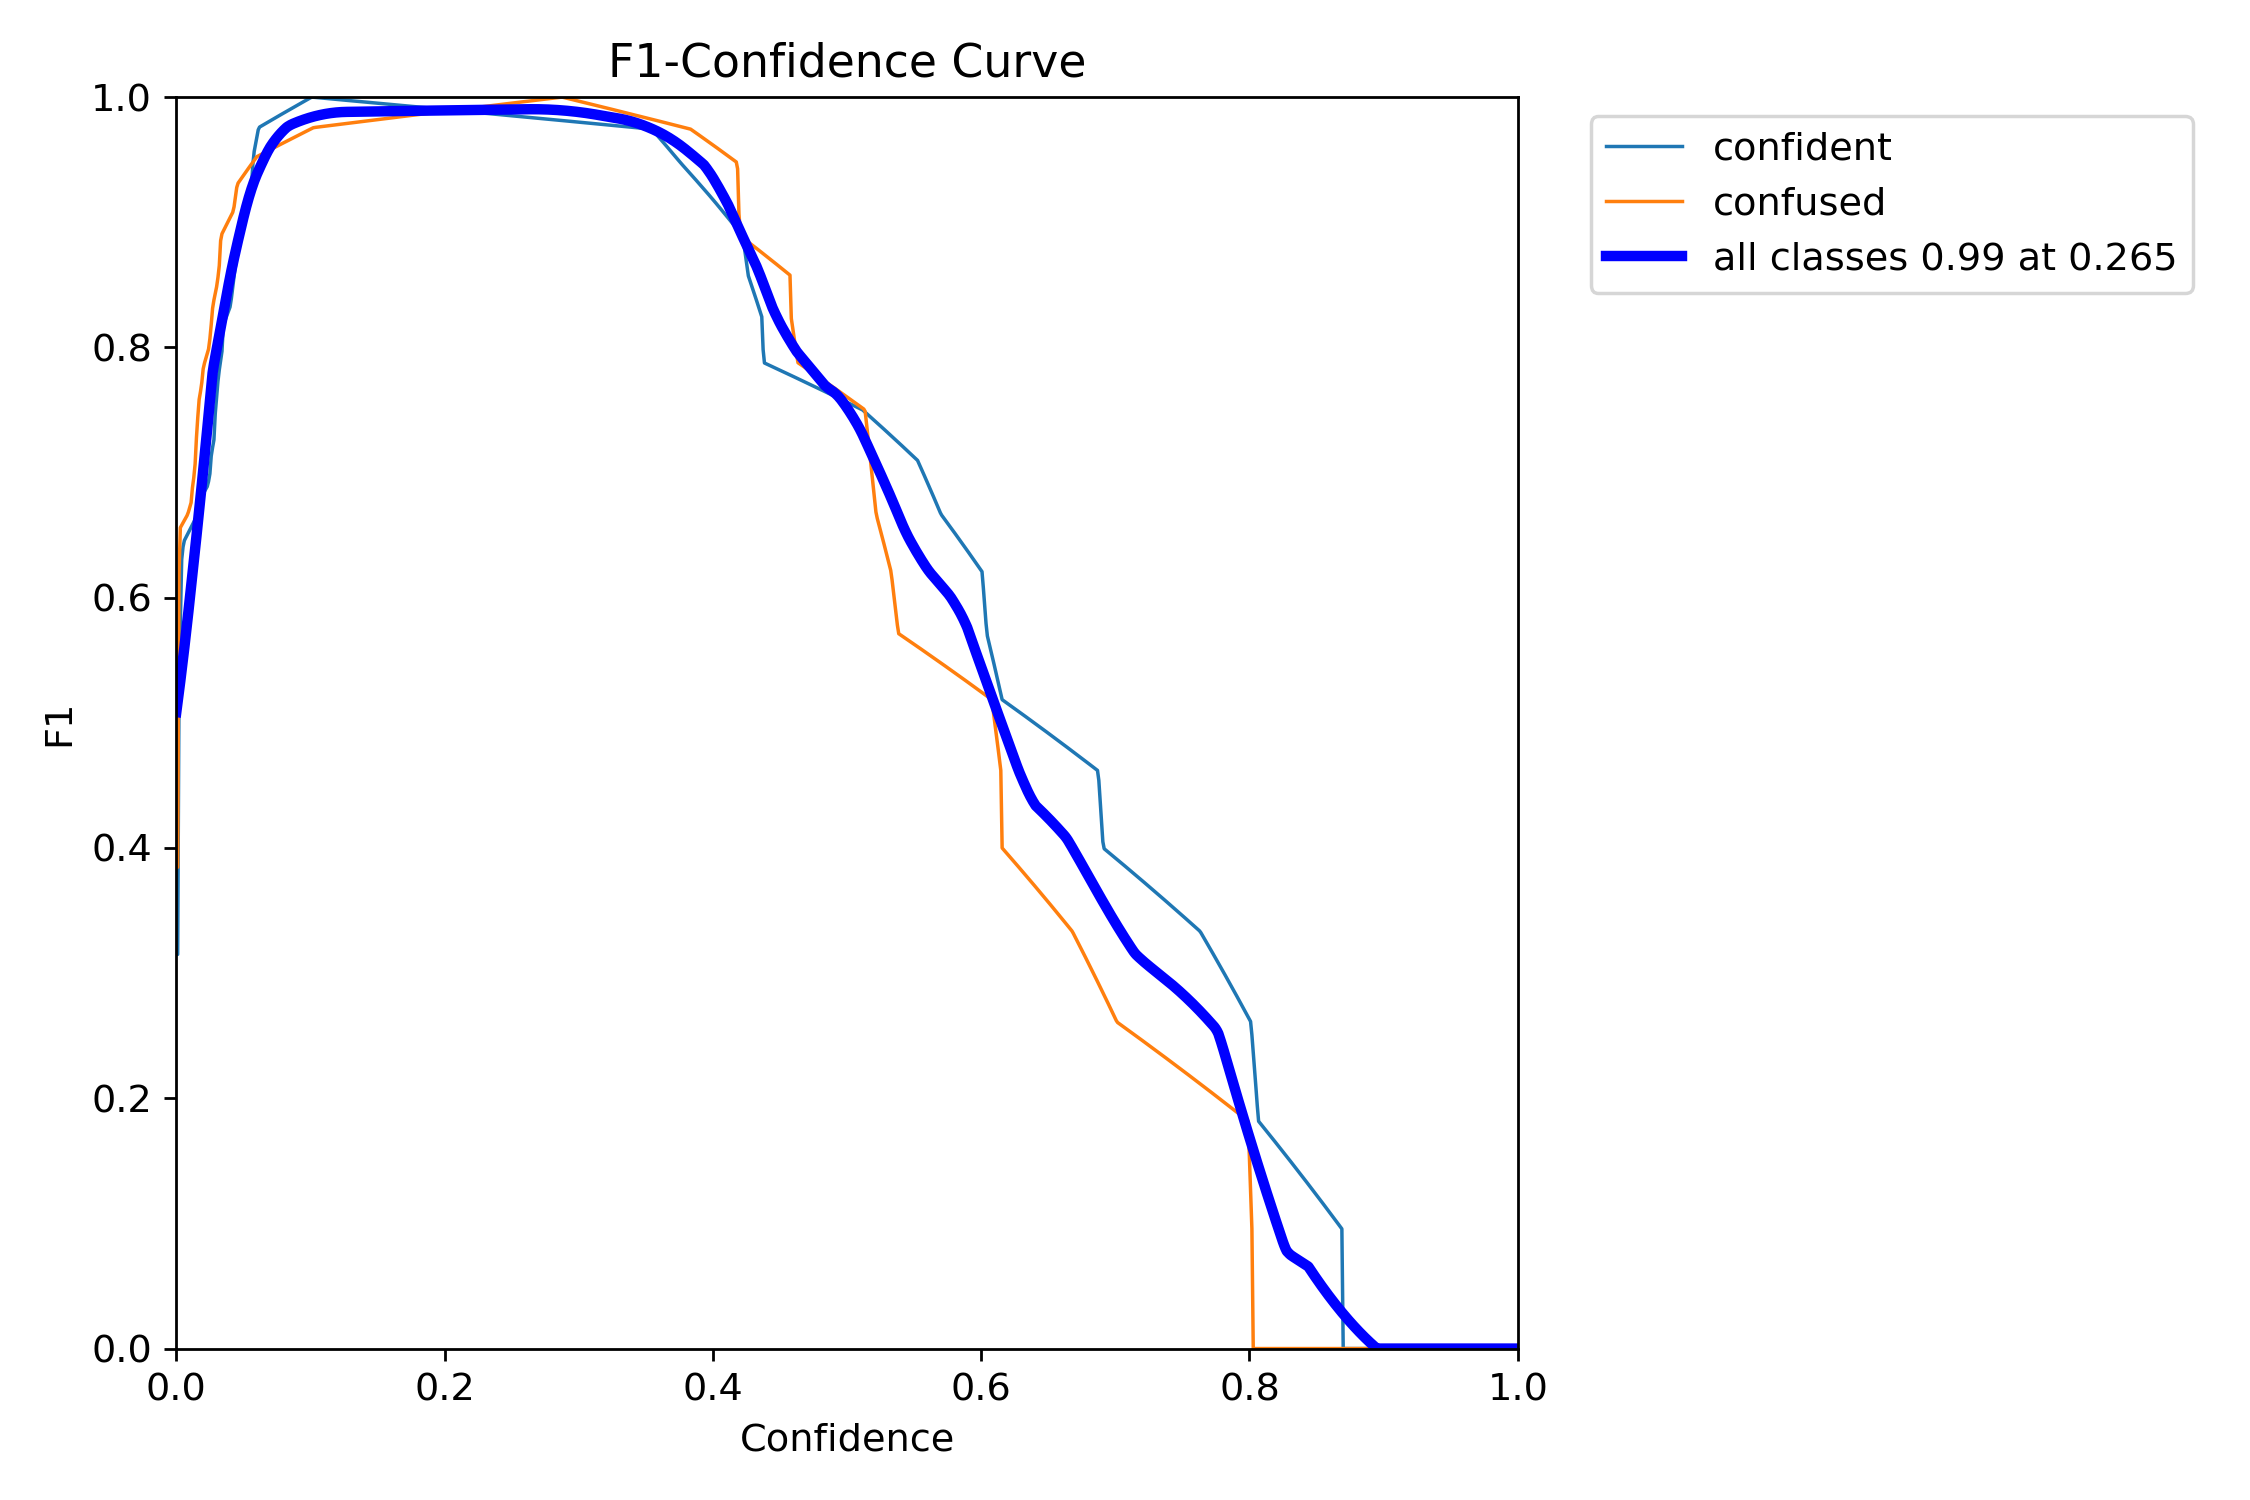 F1-Confidence Curve
confident
confused
all classes 0.99 at 0.265
1.0
0.8
0.6
0.4
0.2
0.0
F1
0.0 0.2 0.4 0.6 0.8 1.0
Confidence